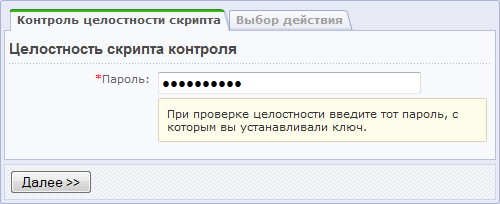 Контроль целостности скрипта
Выбор действия
Целостность скрипта контроля
*Пароль: ●●●●●●●●●●
При проверке целостности введите тот пароль, с
которым вы устанавливали ключ.
Далее >>